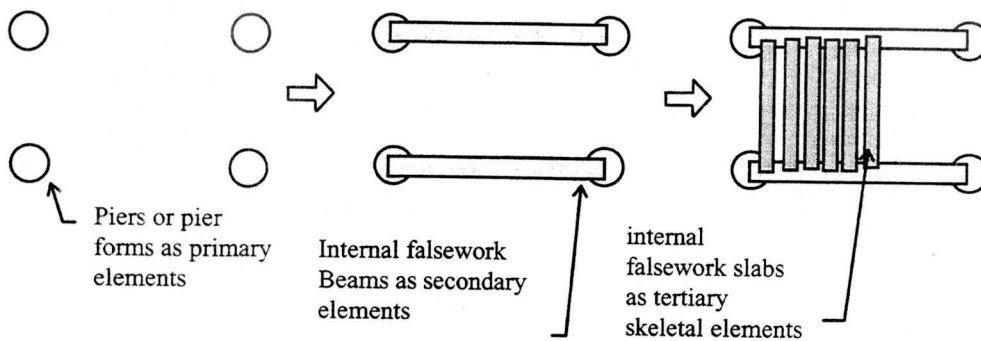 Piers or pier
forms as primary
elements
Internal falsework
Beams as secondary
elements
internal
falsework slabs
as tertiary
skeletal elements